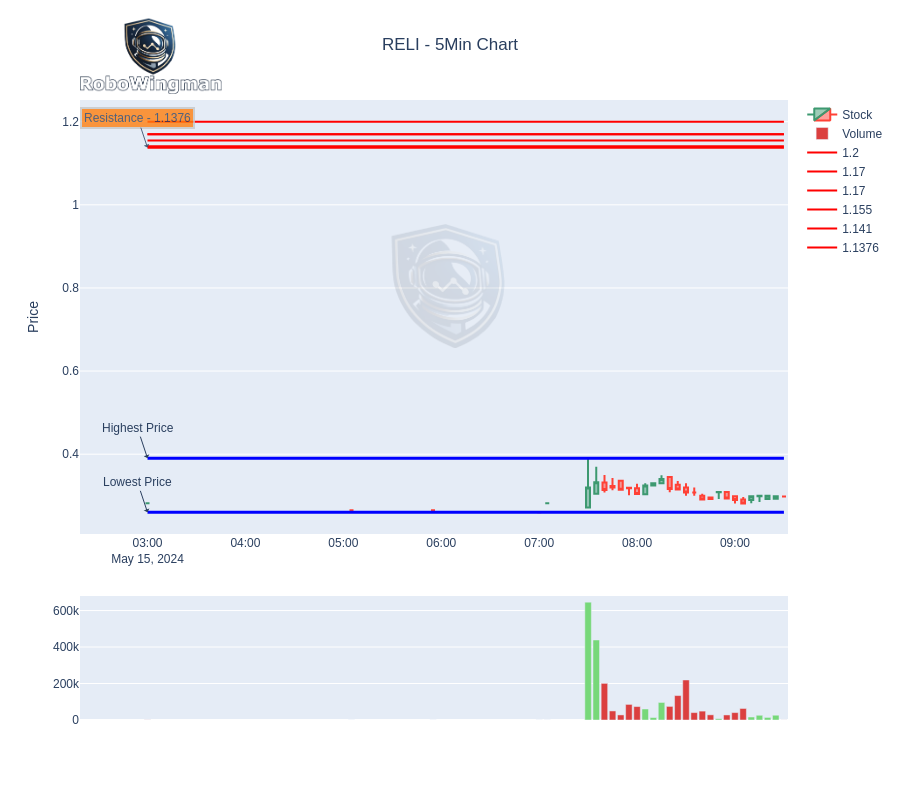 RoboWingman
RELI - 5Min Chart
Resistance - 1.1376
1.2
1
0.8
0.6
0.4
Price
Highest Price
Lowest Price
03:00
04:00
05:00
06:00
07:00
08:00
09:00
May 15, 2024
600k
400k
200k
0
Stock
Volume
1.2
1.17
1.17
1.155
1.141
1.1376